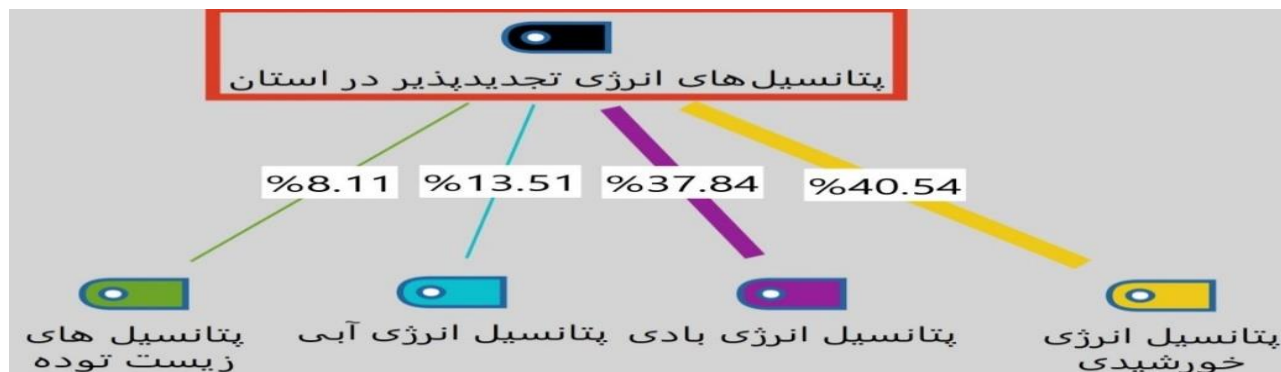 پتانسیل‌های انرژی تجدیدپذیر در استان
%40.54
%37.84
%13.51
%8.11
پتانسیل انرژی
خورشیدی
پتانسیل انرژی بادی
پتانسیل انرژی آبی
پتانسیل های
زیست توده